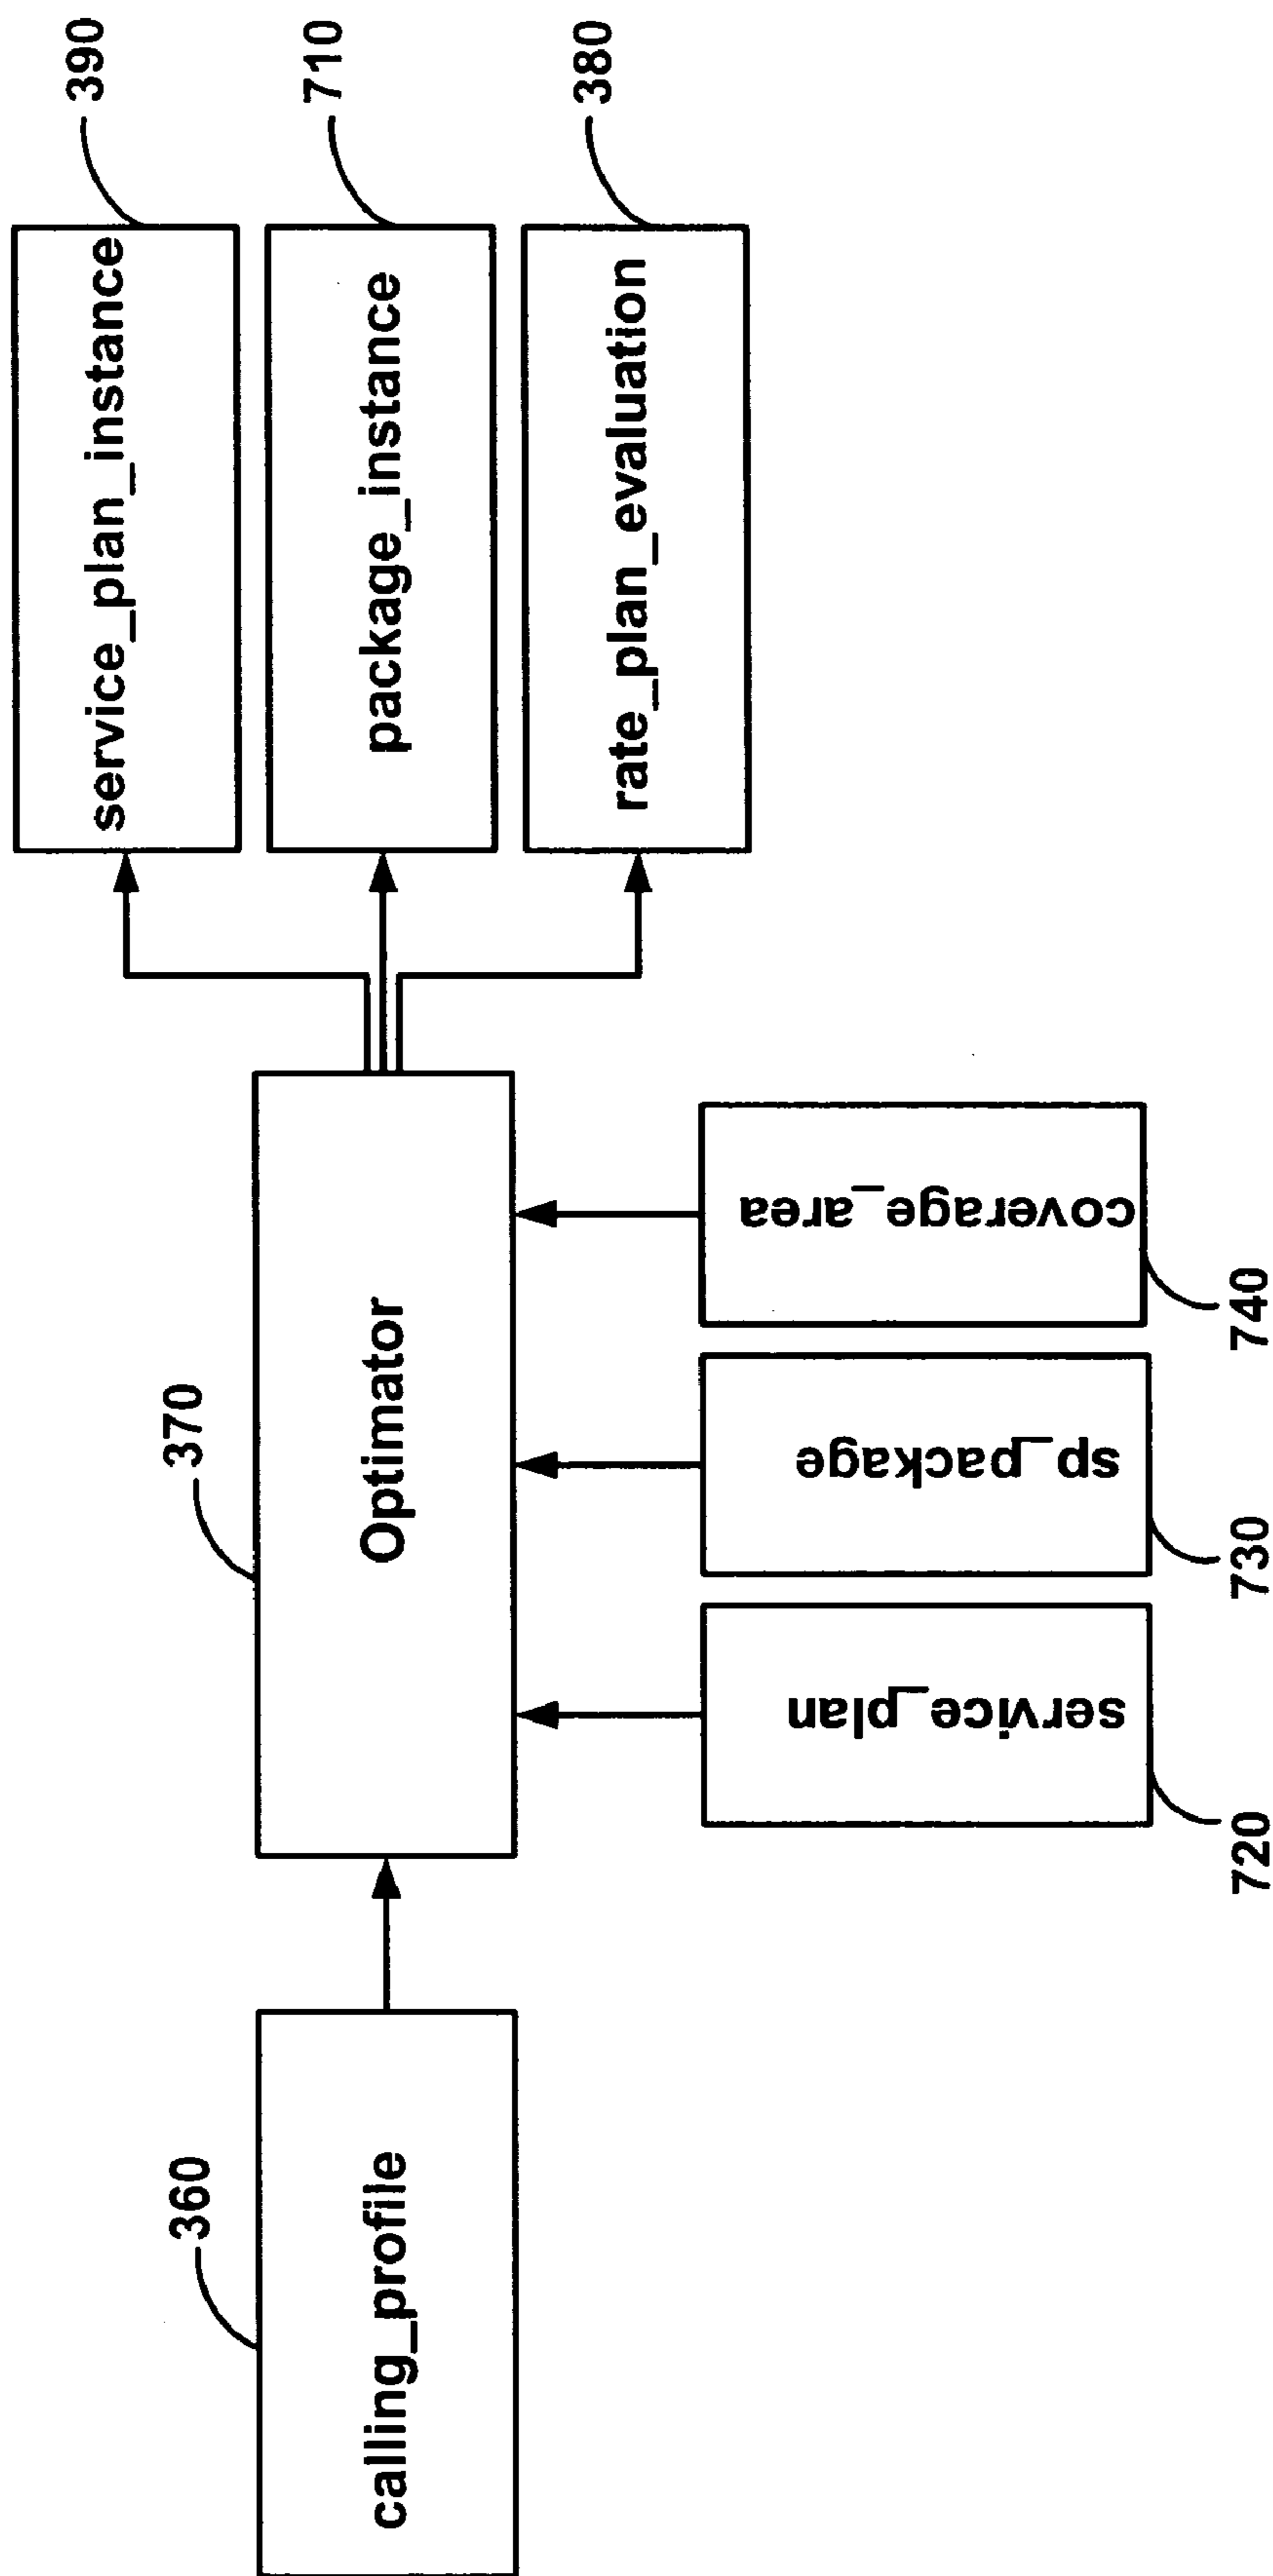 360
calling_profile
370
Optimator
720
service_plan
730
sp_package
740
coverage_area
390
service_plan_instance
710
package_instance
380
rate_plan_evaluation